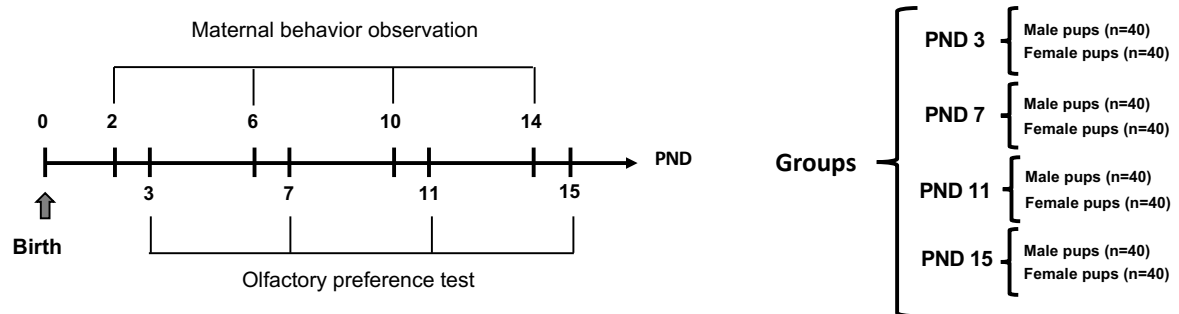 Maternal behavior observation
0 2 6 10 14
PND
3 7 11 15
Birth
Olfactory preference test
Groups
PND 3
Male pups (n=40)
Female pups (n=40)
PND 7
Male pups (n=40)
Female pups (n=40)
PND 11
Male pups (n=40)
Female pups (n=40)
PND 15
Male pups (n=40)
Female pups (n=40)